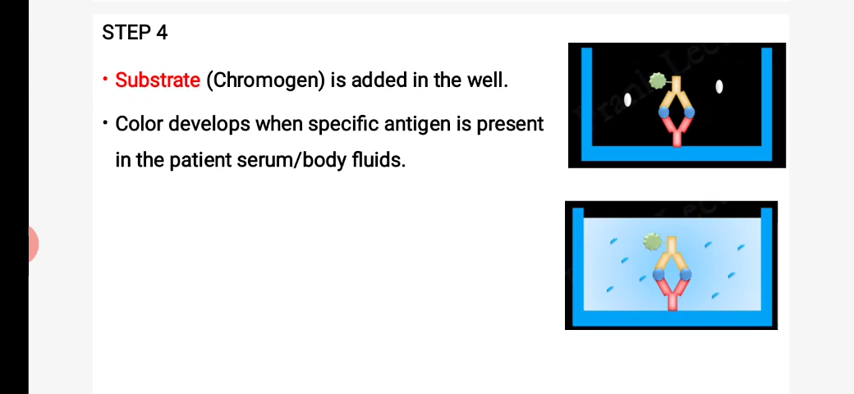 STEP 4
• Substrate (Chromogen) is added in the well.
• Color develops when specific antigen is present
in the patient serum/body fluids.